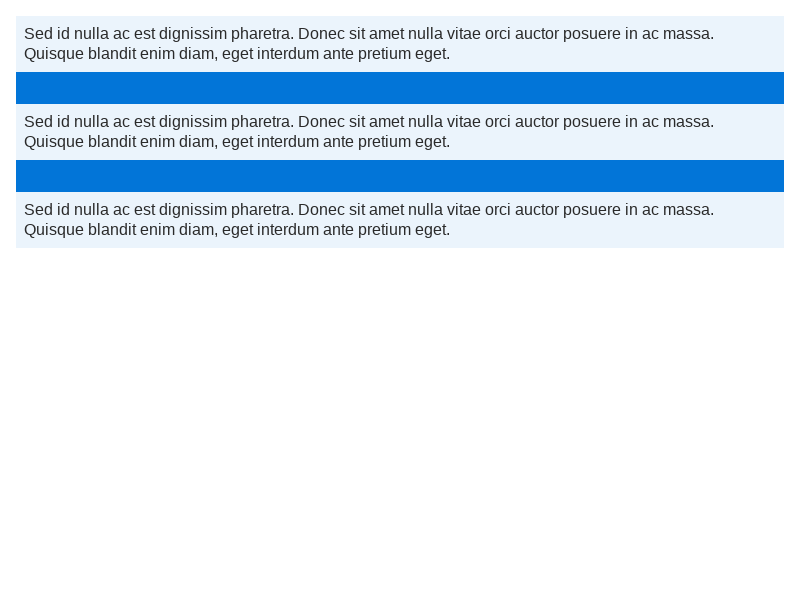 Sed id nulla ac est dignissim pharetra. Donec sit amet nulla vitae orci auctor posuere in ac massa.
Quisque blandit enim diam, eget interdum ante pretium eget.
Sed id nulla ac est dignissim pharetra. Donec sit amet nulla vitae orci auctor posuere in ac massa.
Quisque blandit enim diam, eget interdum ante pretium eget.
Sed id nulla ac est dignissim pharetra. Donec sit amet nulla vitae orci auctor posuere in ac massa.
Quisque blandit enim diam, eget interdum ante pretium eget.